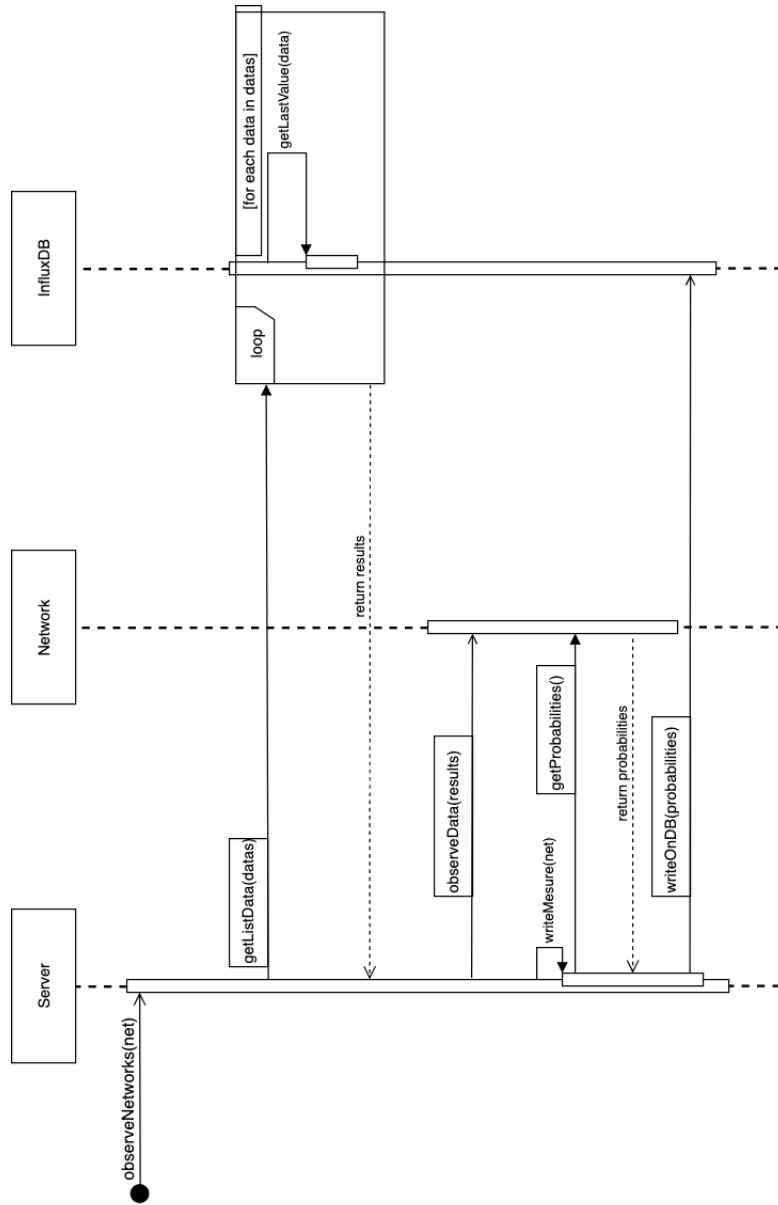 Server
Network
InfluxDB
observeNetworks(net)
getListData(datas)
loop
[for each data in datas]
getLastValue(data)
return results
observeData(results)
writeMesure(net)
getProbabilities()
return probabilities
writeOnDB(probabilities)